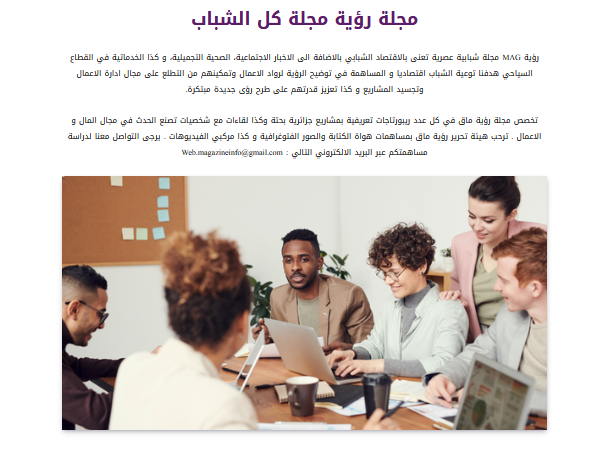 مجلة رؤية مجلة كل الشباب
رؤية MAG مجلة شبابية عصرية تعنى بالاقتصاد الشبابي بالاضافة الى الاخبار الاجتماعية، الصحية التجميلية، و كذا الخدماتية في القطاع
السياحي هدفنا توعية الشباب اقتصاديا و المساهمة في توضيح الرؤية لرواد الاعمال وتمكينهم من التطلع على مجال ادارة الاعمال
وتجسيد المشاريع و كذا تعزيز قدرتهم على طرح رؤى جديدة مبتكرة.
تخصص مجلة رؤية ماق في كل عدد ريبورتاجات تعريفية بمشاريع جزائرية بحتة وكذا لقاءات مع شخصيات تصنع الحدث في مجال المال و
الاعمال . ترحب هيئة تحرير رؤية ماق بمساهمات هواة الكتابة والصور الفتوغرافية و كذا مركبي الفيديوهات . يرجى التواصل معنا لدراسة
مساهمتكم عبر البريد الالكتروني التالي : Web.magazineinfo@gmail.com